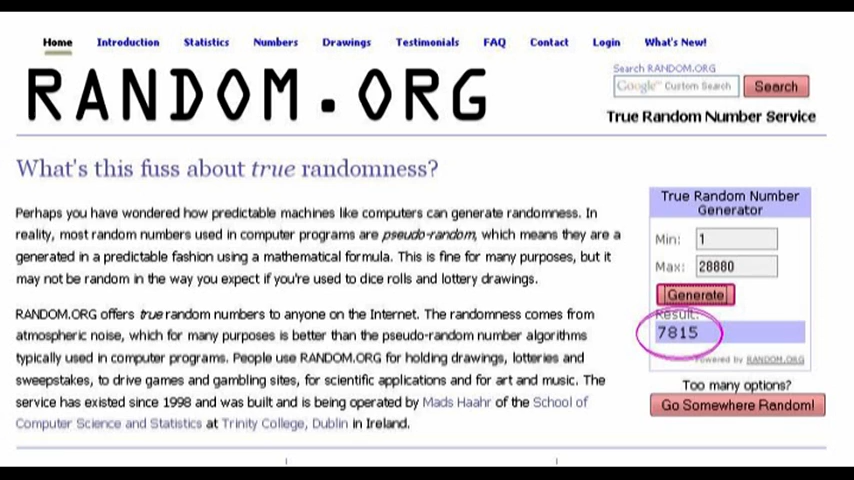 Home Introduction Statistics Numbers Drawings Testimonials FAQ Contact Login What's New!
RANDOM.ORG
Search RANDOM.ORG
Google™ Custom Search Search
True Random Number Service
What's this fuss about true randomness?
Perhaps you have wondered how predictable machines like computers can generate randomness. In
reality, most random numbers used in computer programs are pseudo-random, which means they are a
generated in a predictable fashion using a mathematical formula. This is fine for many purposes, but it
may not be random in the way you expect if you're used to dice rolls and lottery drawings.
RANDOM.ORG offers true random numbers to anyone on the Internet. The randomness comes from
atmospheric noise, which for many purposes is better than the pseudo-random number algorithms
typically used in computer programs. People use RANDOM.ORG for holding drawings, lotteries and
sweepstakes, to drive games and gambling sites, for scientific applications and for art and music. The
service has existed since 1998 and was built and is being operated by Mads Haahr of the School of
Computer Science and Statistics at Trinity College, Dublin in Ireland.
True Random Number
Generator
Min: 1
Max: 28880
Generate
Result:
7815
Powered by RANDOM.ORG
Too many options?
Go Somewhere Random!